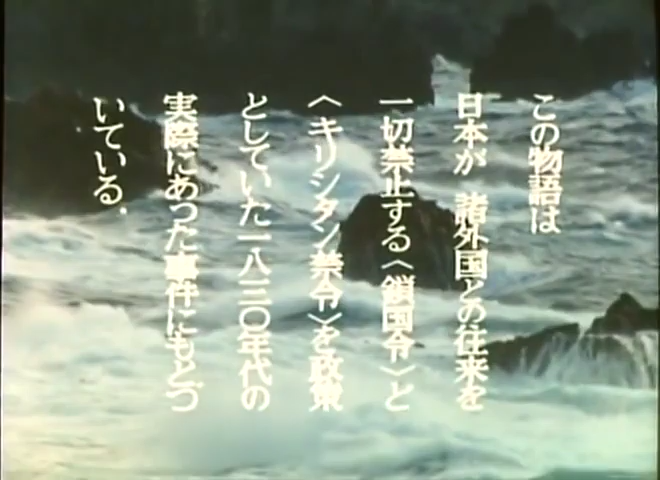 この物語は
日本が　諸外国との往来を
一切禁止する〈鎖国令〉と
〈キリシタン禁令〉を政策
としていた一八三〇年代の
実際にあった事件にもとづ
いている．